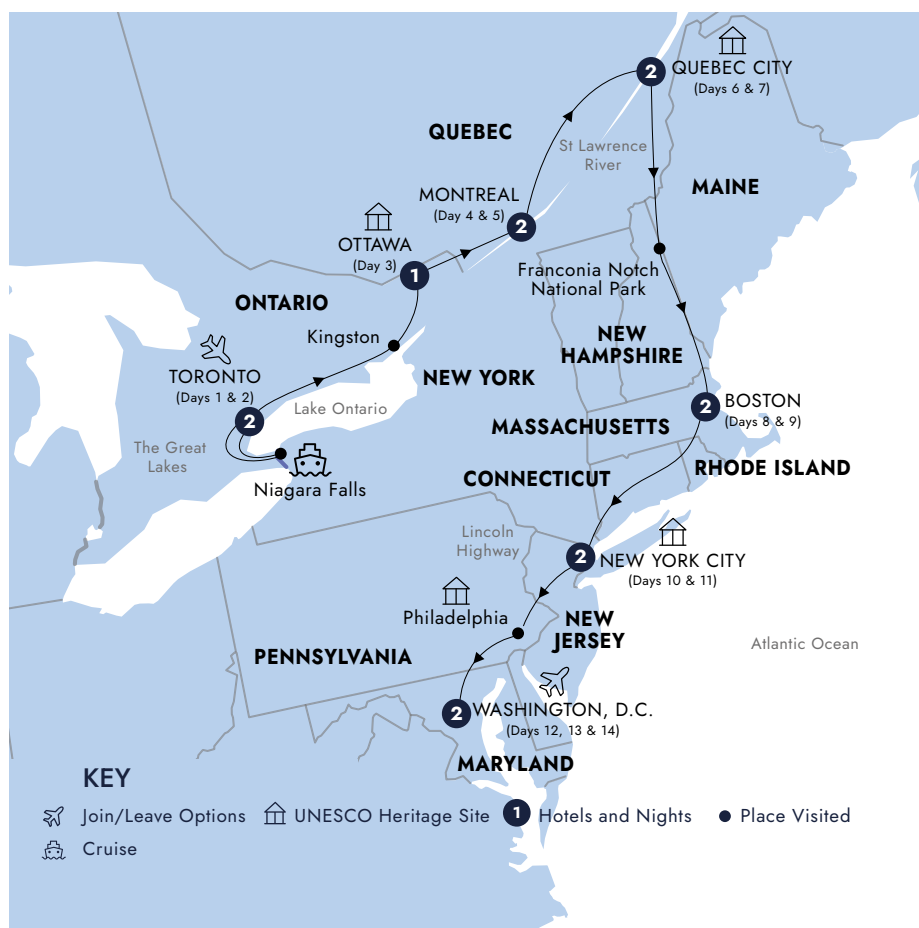 2
QUEBEC CITY
(Days 6 & 7)
QUEBEC
St Lawrence
River
MAINE
MONTREAL
(Day 4 & 5)
2
OTTAWA
(Day 3)
1
Franconia Notch
National Park
ONTARIO
Kingston
NEW
HAMPSHIRE
TORONTO
(Days 1 & 2)
2
NEW YORK
Lake Ontario
2
BOSTON
(Days 8 & 9)
MASSACHUSETTS
The Great
Lakes
Niagara Falls
CONNECTICUT
RHODE ISLAND
Lincoln
Highway
2
NEW YORK CITY
(Days 10 & 11)
Philadelphia
NEW
JERSEY
Atlantic Ocean
PENNSYLVANIA
2
WASHINGTON, D.C.
(Days 12, 13 & 14)
MARYLAND
KEY
Join/Leave Options
UNESCO Heritage Site
1
Hotels and Nights
Place Visited
Cruise